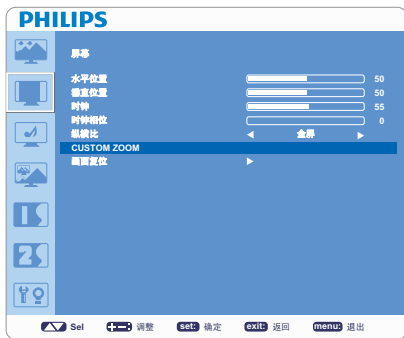 PHILIPS
屏幕
水平位置 50
垂直位置 50
时钟 55
时钟相位 0
纵横比 全屏
CUSTOM ZOOM
画面复位
Sel 调整 set: 确定 exit: 返回 menu: 退出